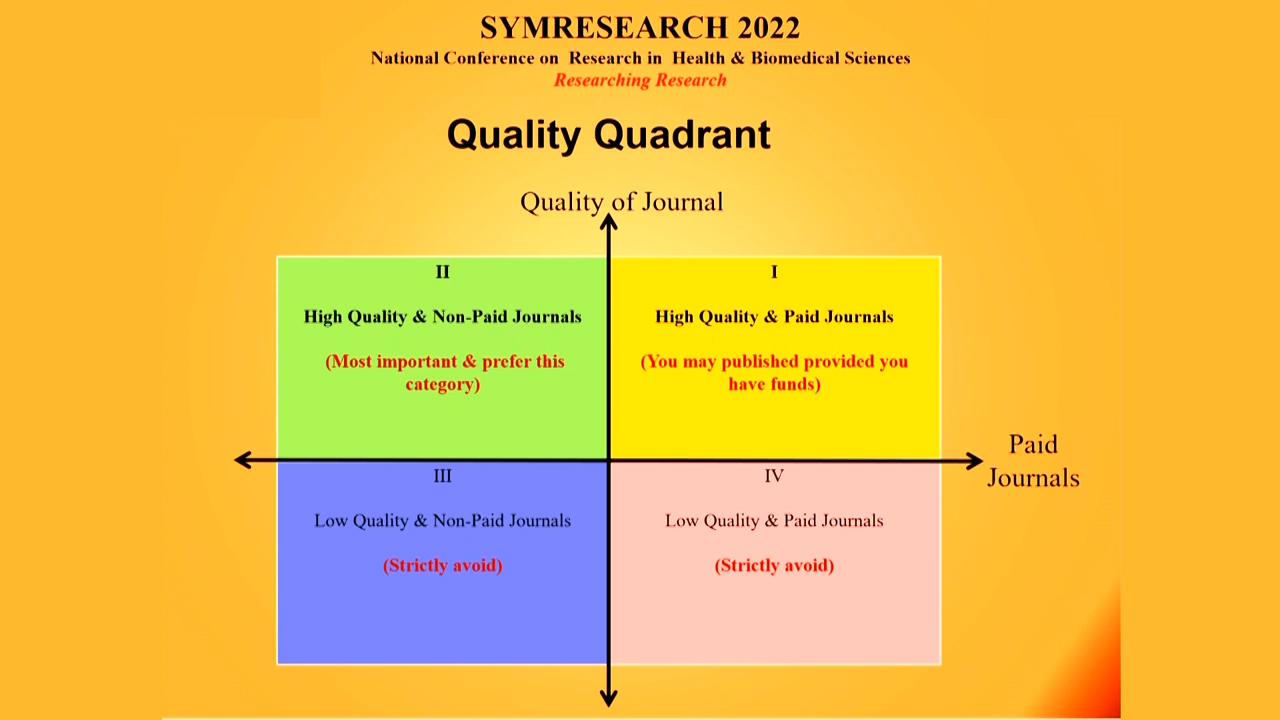 SYMRESEARCH 2022
National Conference on Research in Health & Biomedical Sciences
Researching Research
Quality Quadrant
Quality of Journal
II
High Quality & Non-Paid Journals
(Most important & prefer this
category)
I
High Quality & Paid Journals
(You may published provided you
have funds)
Paid
Journals
III
Low Quality & Non-Paid Journals
(Strictly avoid)
IV
Low Quality & Paid Journals
(Strictly avoid)